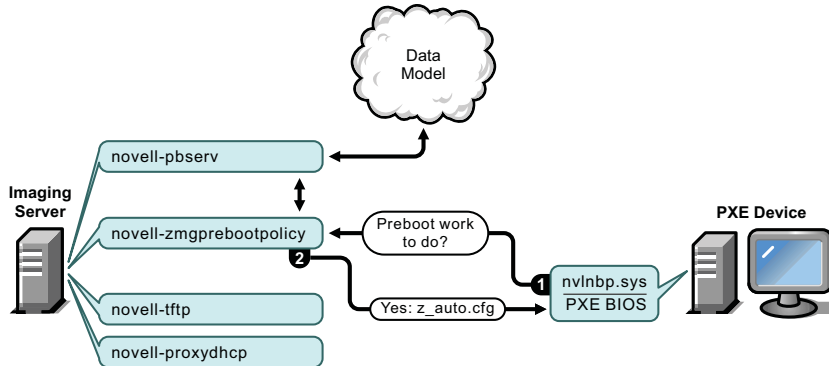 Data
Model
novell-pbserv
Imaging
Server
novell-zmgprebootpolicy
2
Preboot work
to do?
PXE Device
1
nvlnbp.sys
PXE BIOS
Yes: z_auto.cfg
novell-tftp
novell-proxydhcp